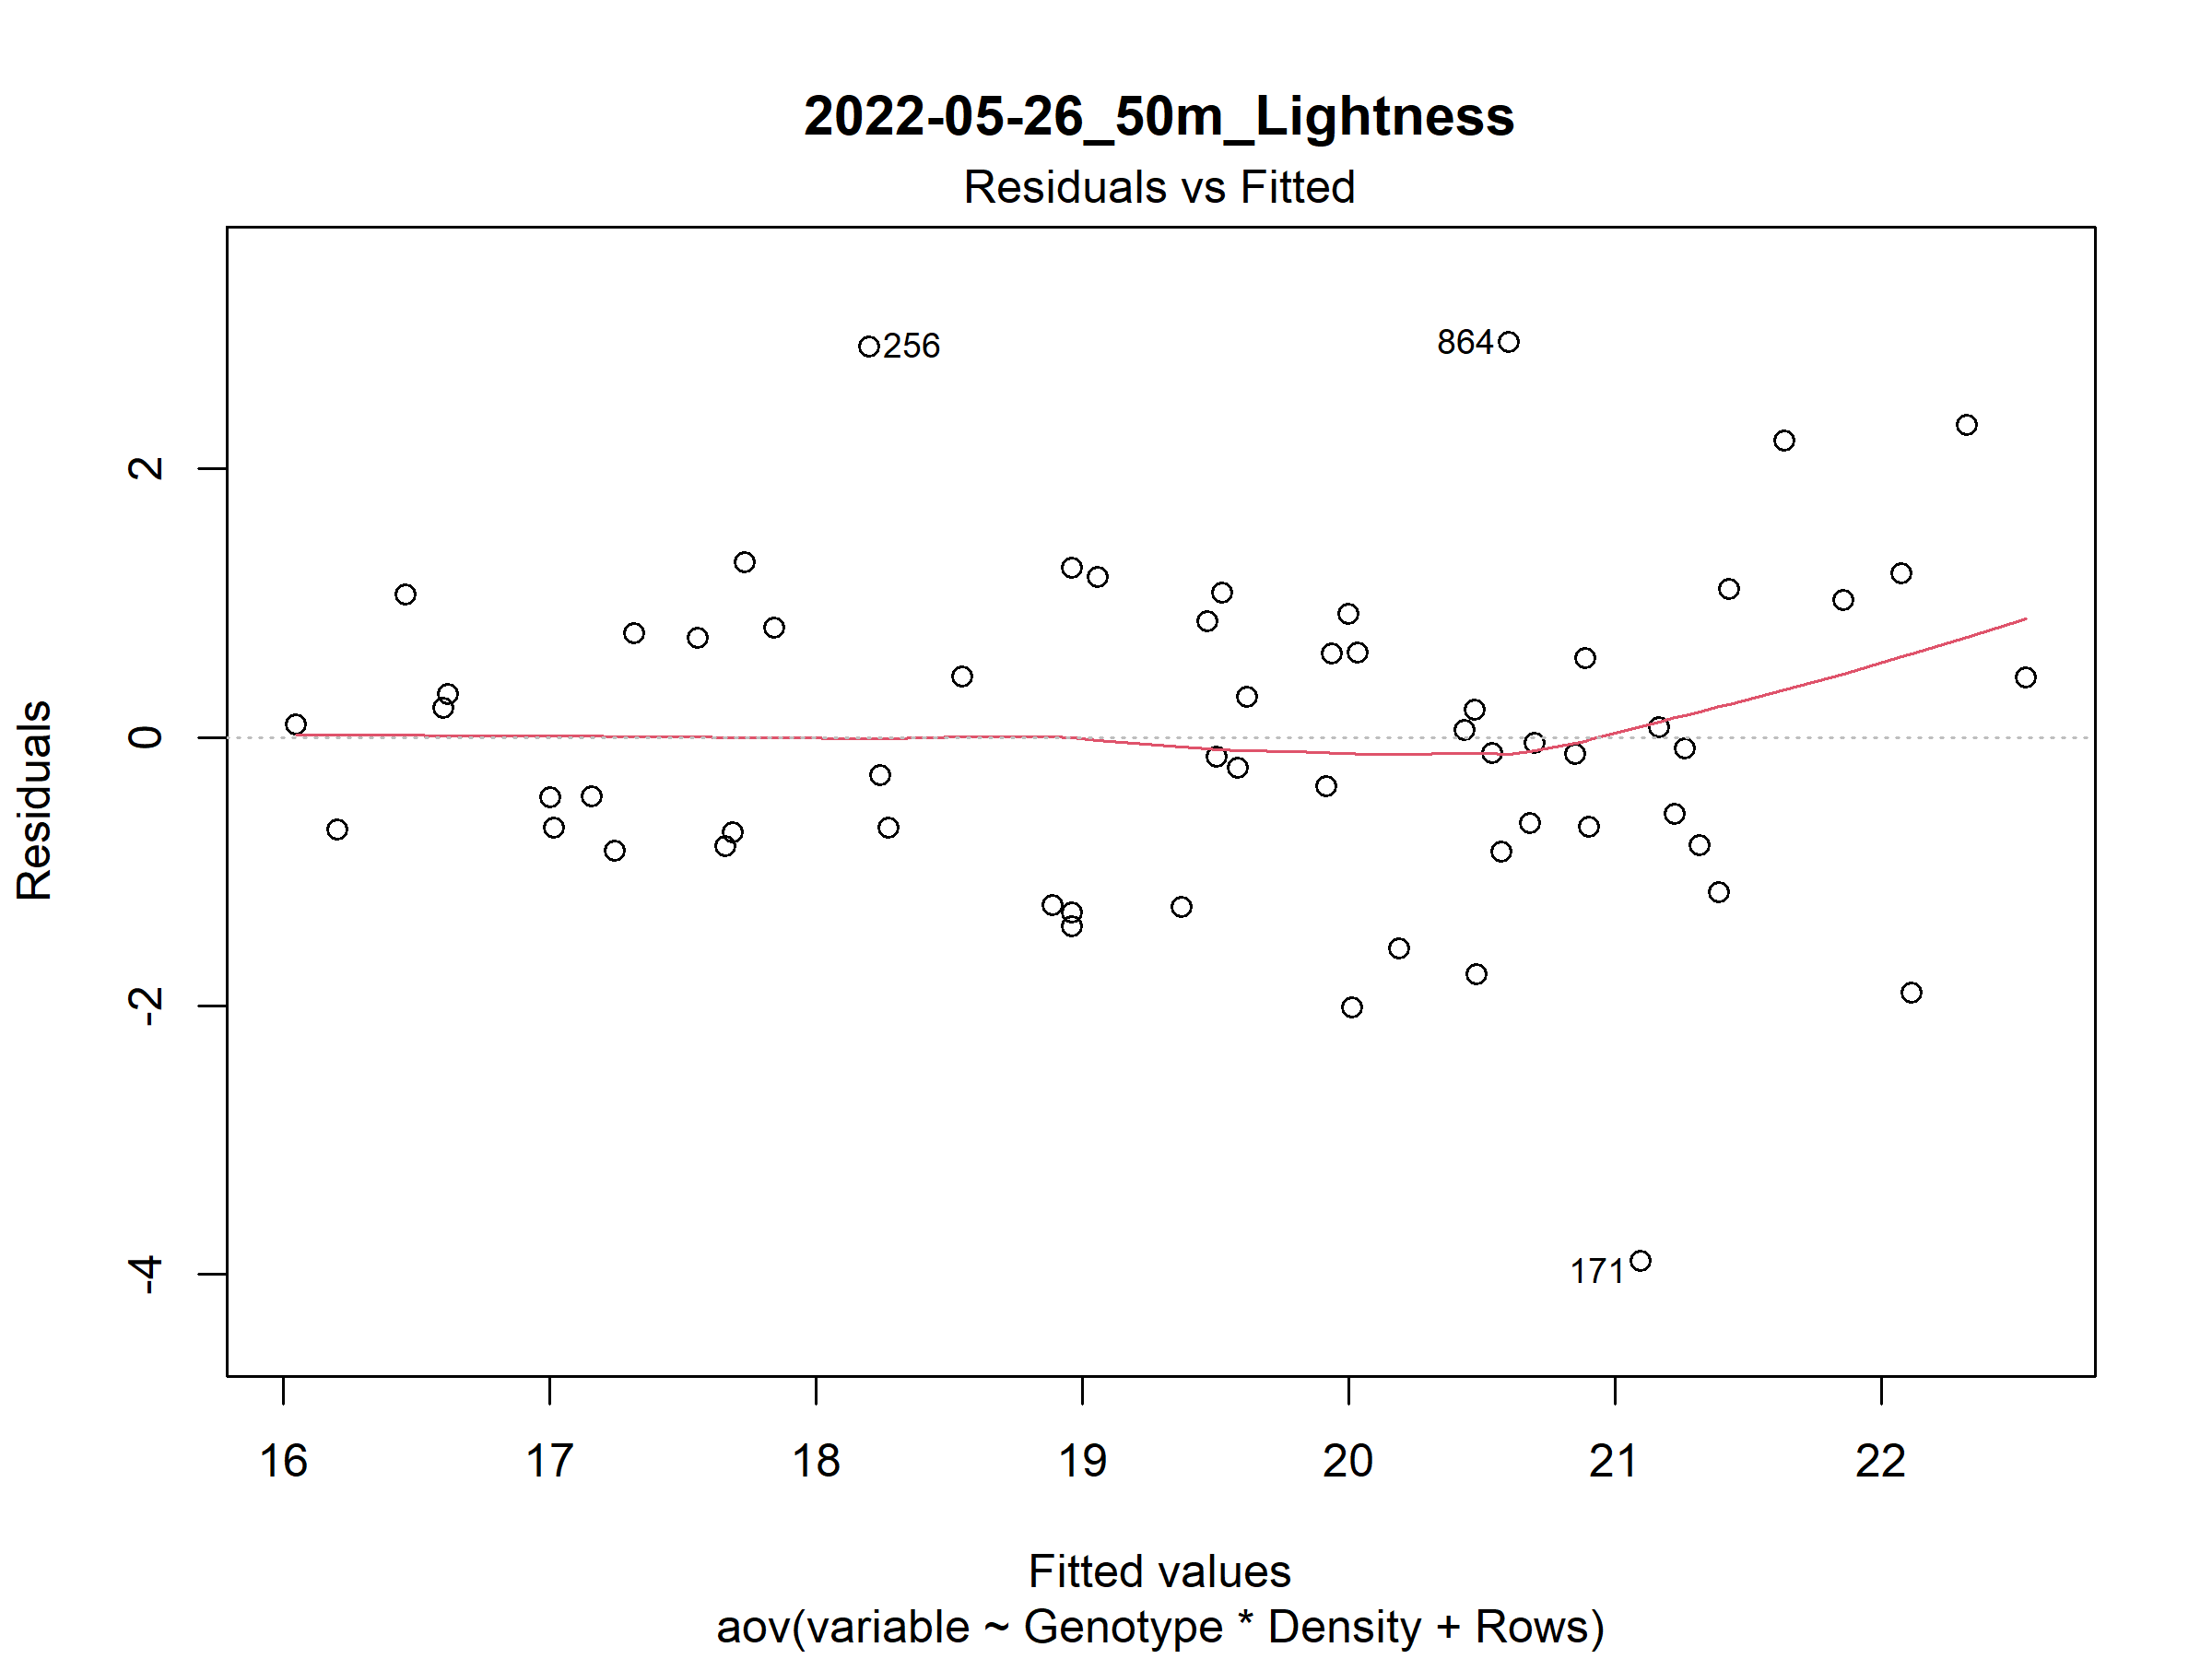 2022-05-26_50m_Lightness
Residuals vs Fitted
256
864
171
Residuals
2
0
-2
-4
16 17 18 19 20 21 22
Fitted values
aov(variable ~ Genotype * Density + Rows)